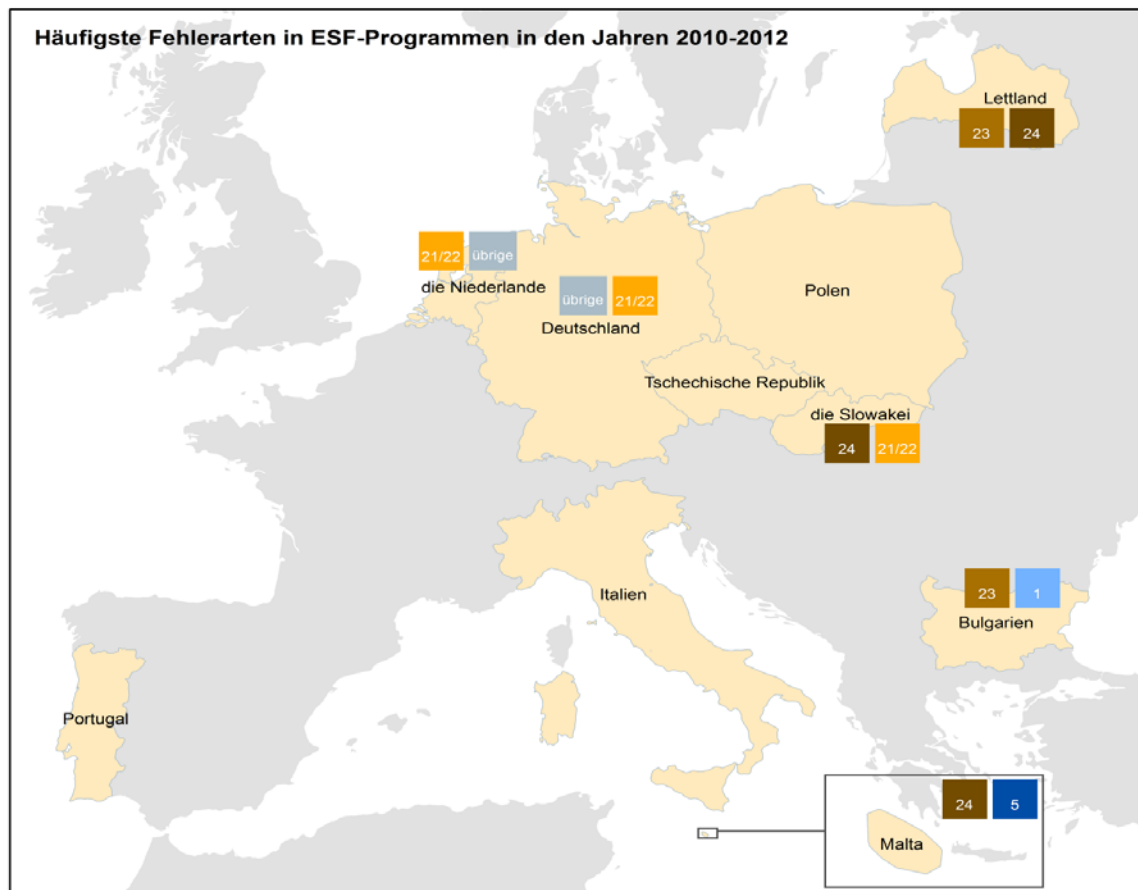 Häufigste Fehlerarten in ESF-Programmen in den Jahren 2010-2012
Lettland
23 24
21/22 übrige
die Niederlande
übrige 21/22
Deutschland
Polen
Tschechische Republik
die Slowakei
24 21/22
23 1
Bulgarien
Italien
Portugal
24 5
Malta